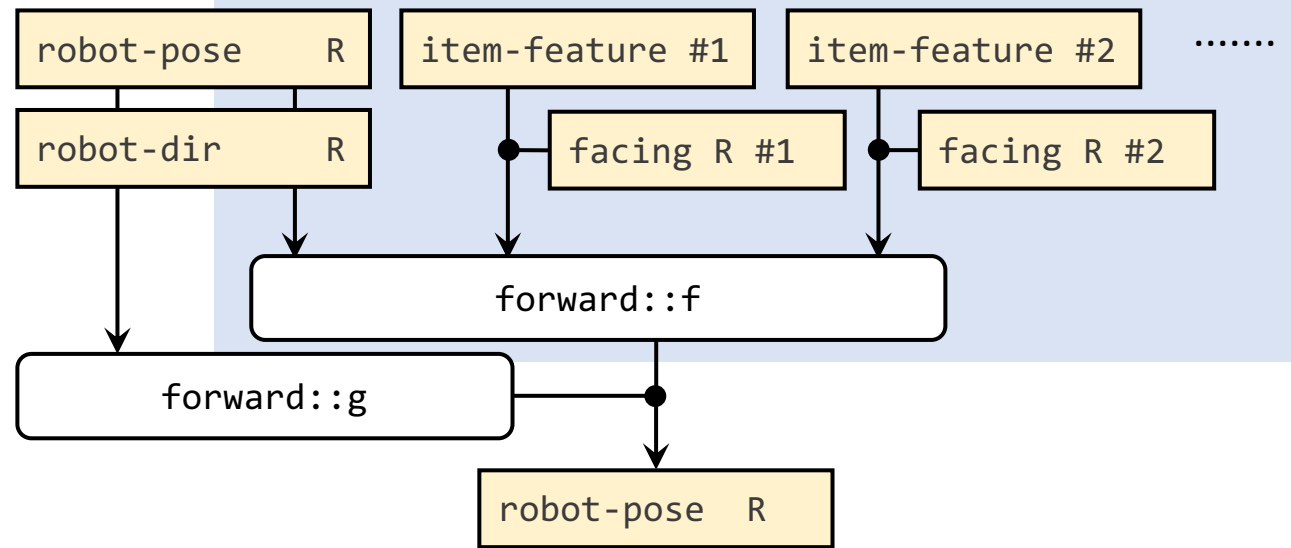 robot-pose R
item-feature #1
item-feature #2
.......
robot-dir R
facing R #1
facing R #2
forward::f
forward::g
robot-pose R